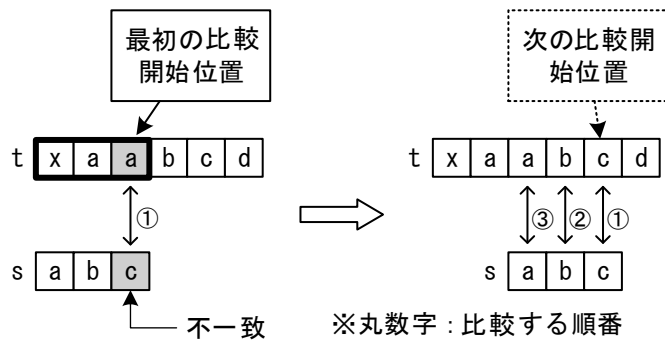 最初の比較
開始位置
次の比較開
始位置
t x a a b c d
t x a a b c d
①
③ ② ①
s a b c
s a b c
不一致
※丸数字：比較する順番